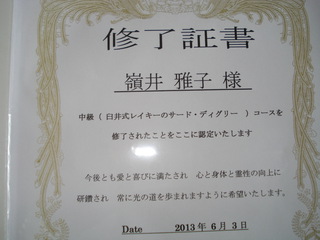 修了証書
嶺井 雅子 様
中級（ 臼井式レイキーのサード・ディグリー ）コースを
修了されたことをここに認定いたします
今後とも愛と喜びに満たされ 心と身体と霊性の向上に
研鑽され 常に光の道を歩まれますように希望いたします。
Date 2013年 6 月 3 日